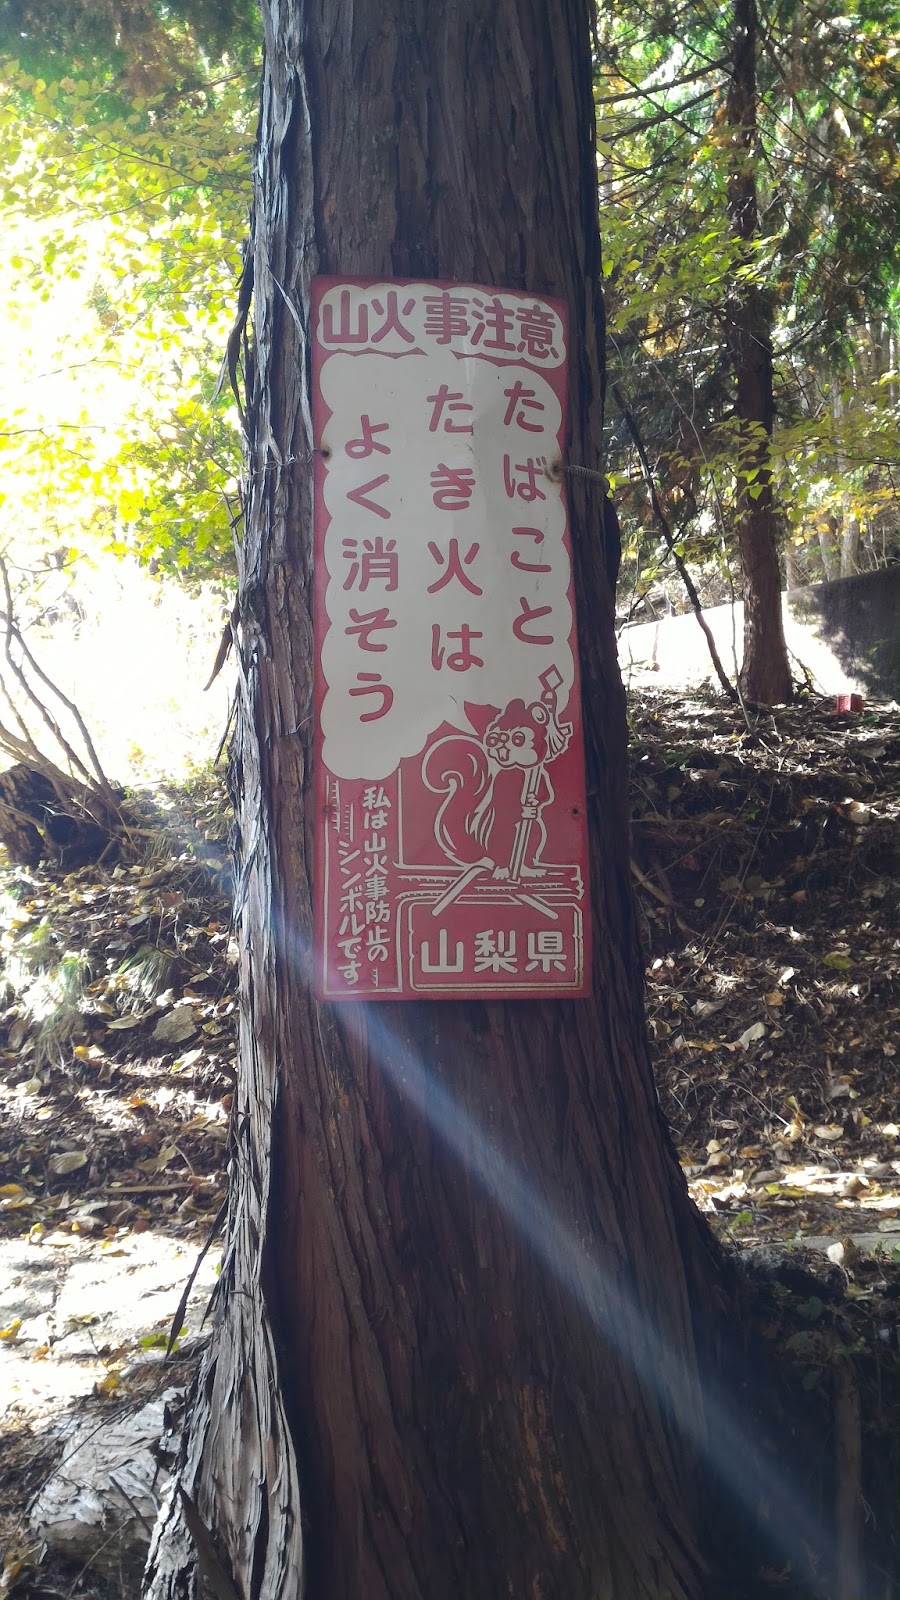 山火事注意
たばこと
たき火は
よく消そう
私は山火事防止の
シンボルです
山梨県